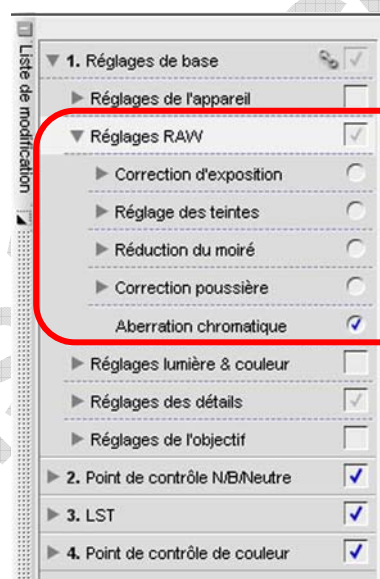 Liste de modification
1. Réglages de base
Réglages de l'appareil
Réglages RAW
Correction d'exposition
Réglage des teintes
Réduction du moiré
Correction poussière
Aberration chromatique
Réglages lumière & couleur
Réglages des détails
Réglages de l'objectif
2. Point de contrôle N/B/Neutre
3. LST
4. Point de contrôle de couleur